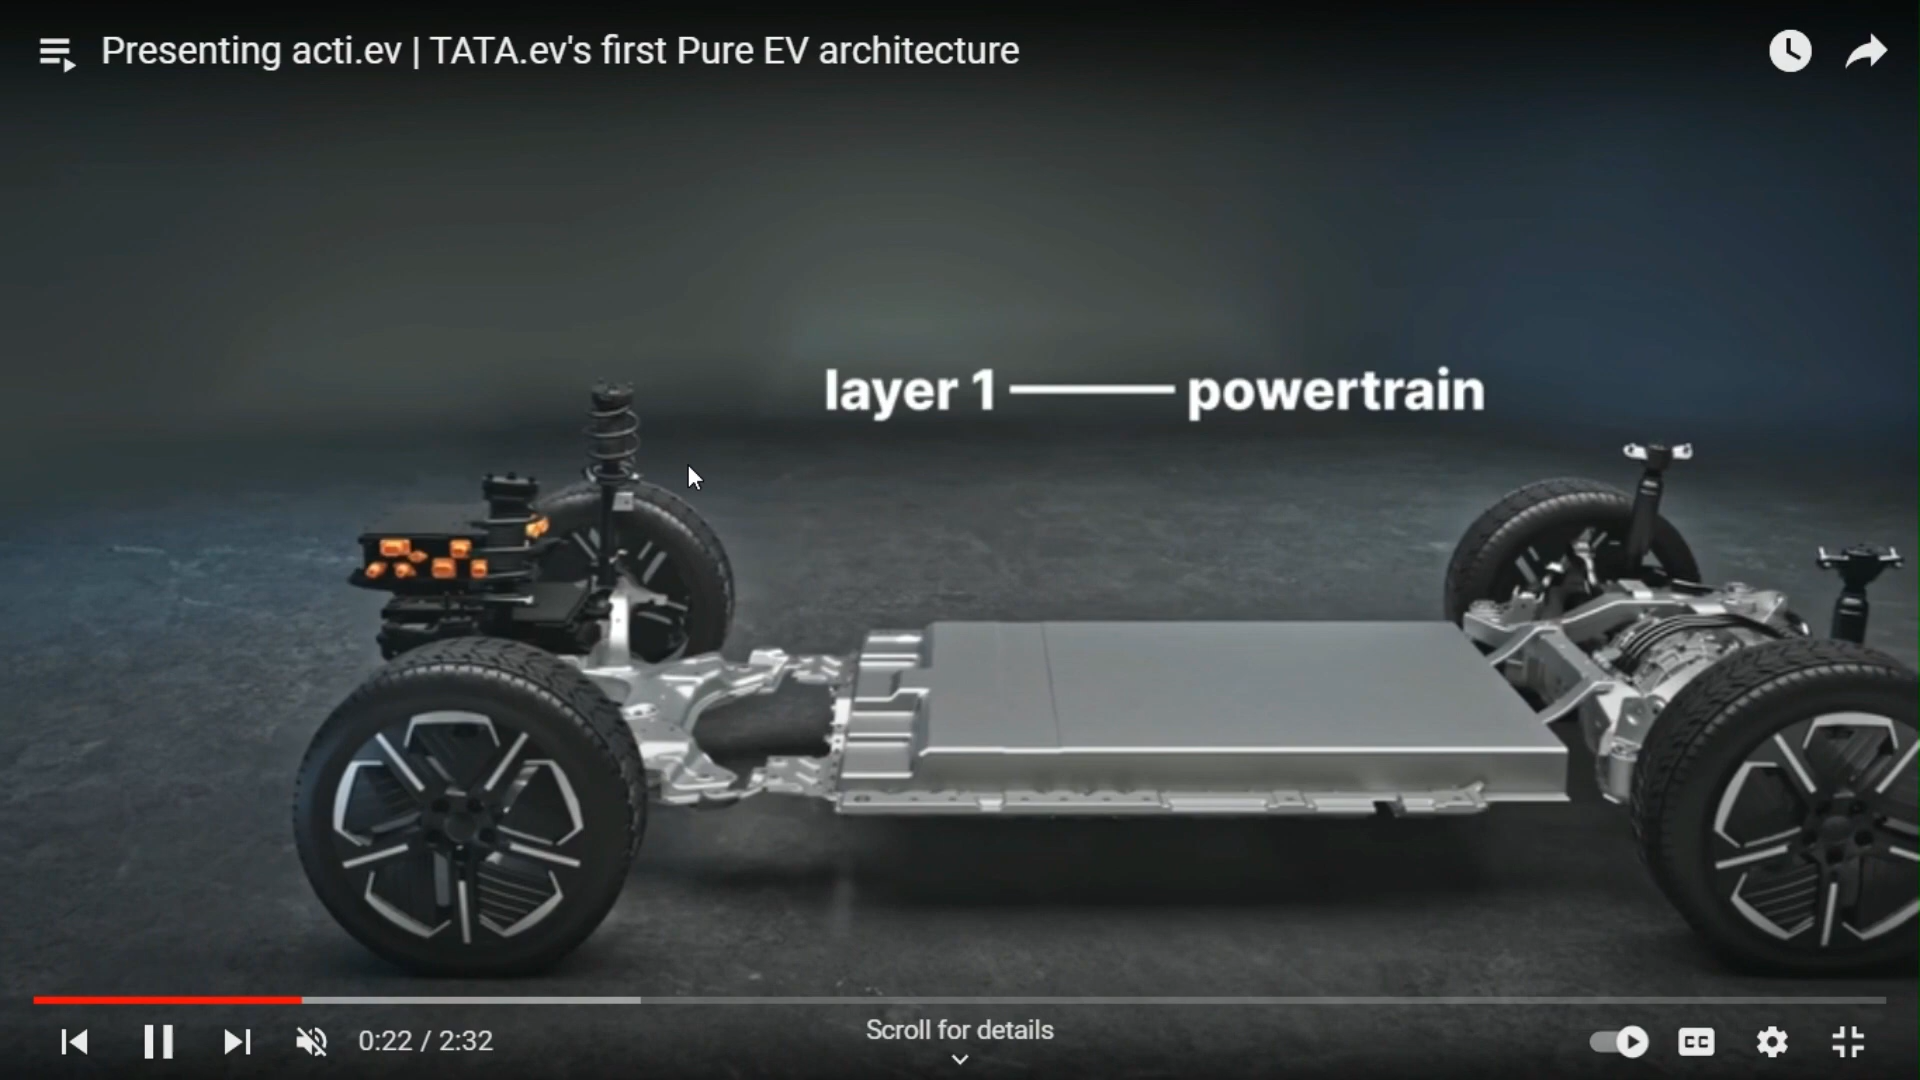 Presenting acti.ev | TATA.ev's first Pure EV architecture
layer 1 powertrain
0:22 / 2:32
Scroll for details
CC